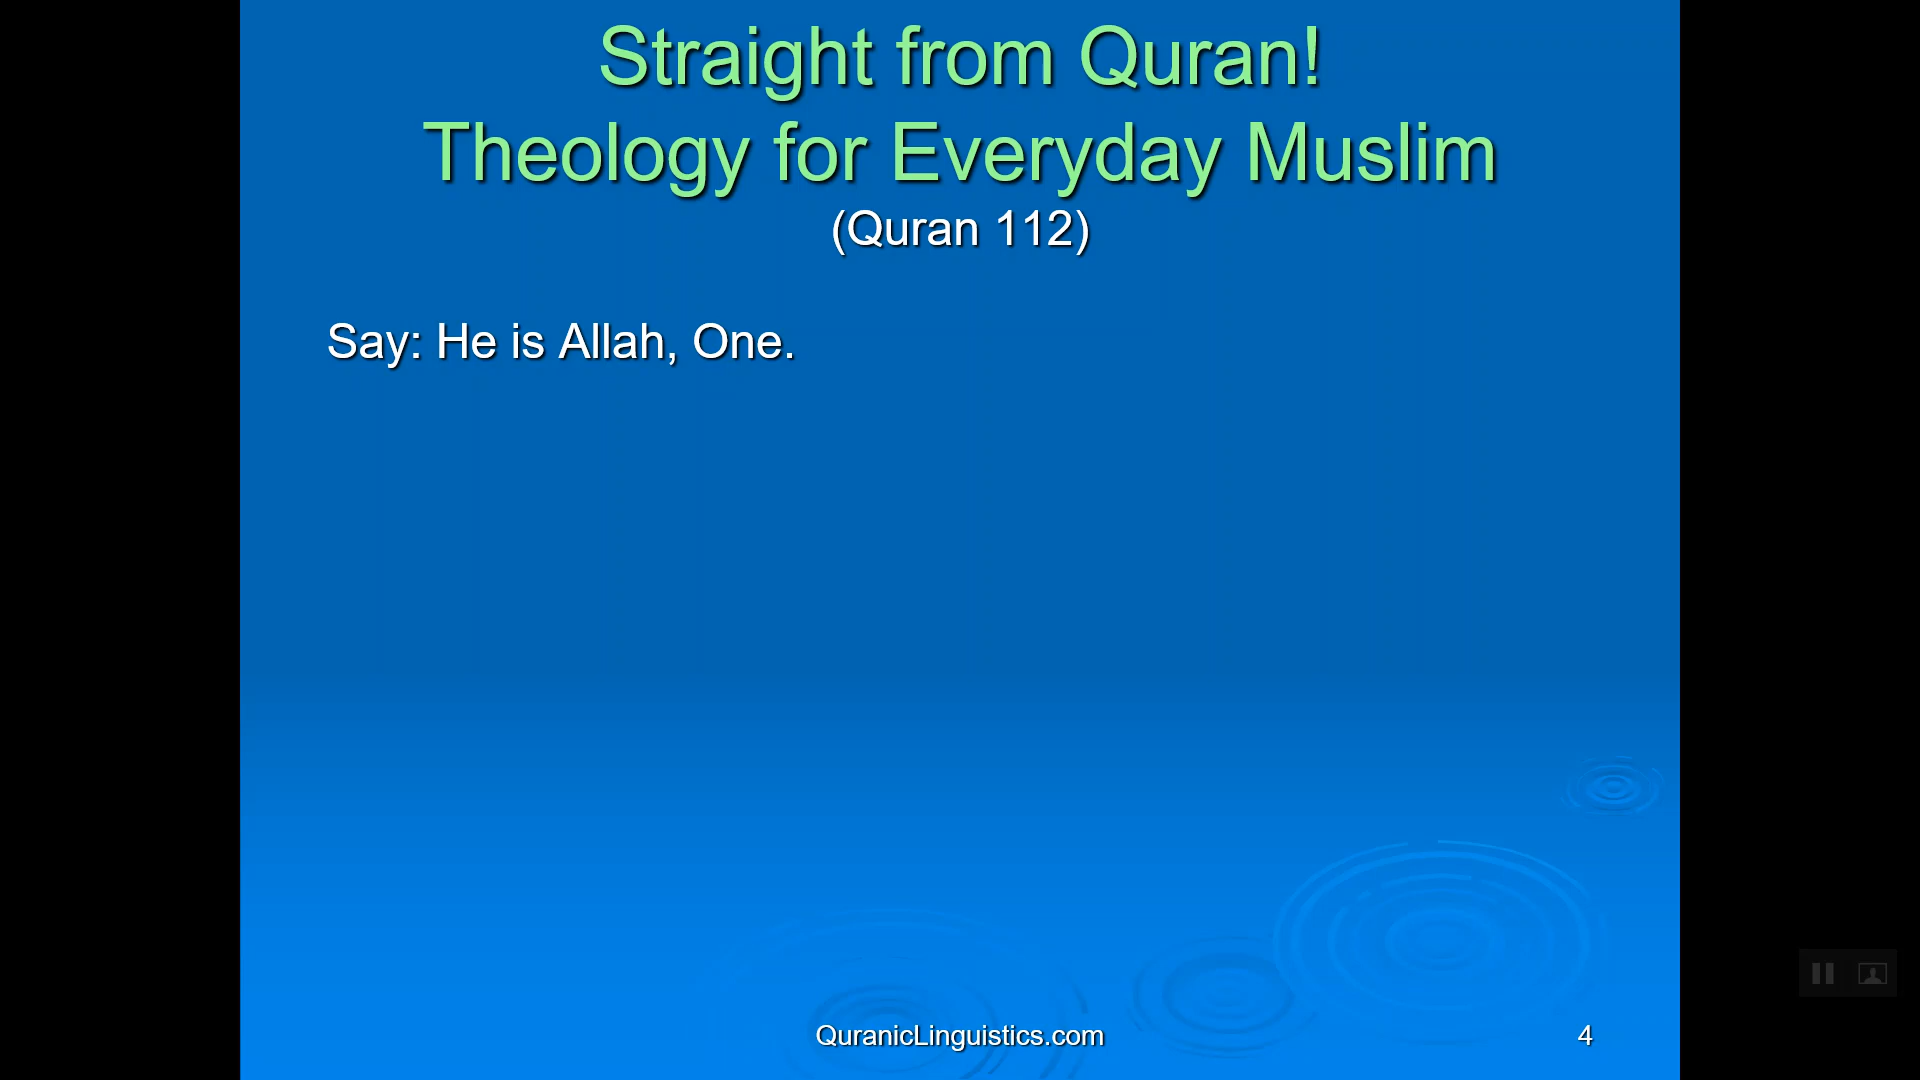 Straight from Quran!
Theology for Everyday Muslim
(Quran 112)
Say: He is Allah, One.
QuranicLinguistics.com
4